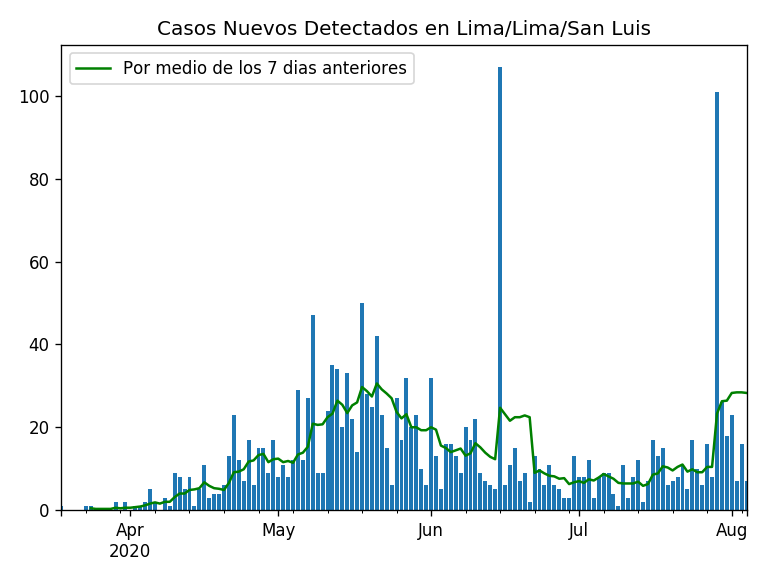 Casos Nuevos Detectados en Lima/Lima/San Luis
Por medio de los 7 dias anteriores
100
80
60
40
20
0
Apr May Jun Jul Aug
2020